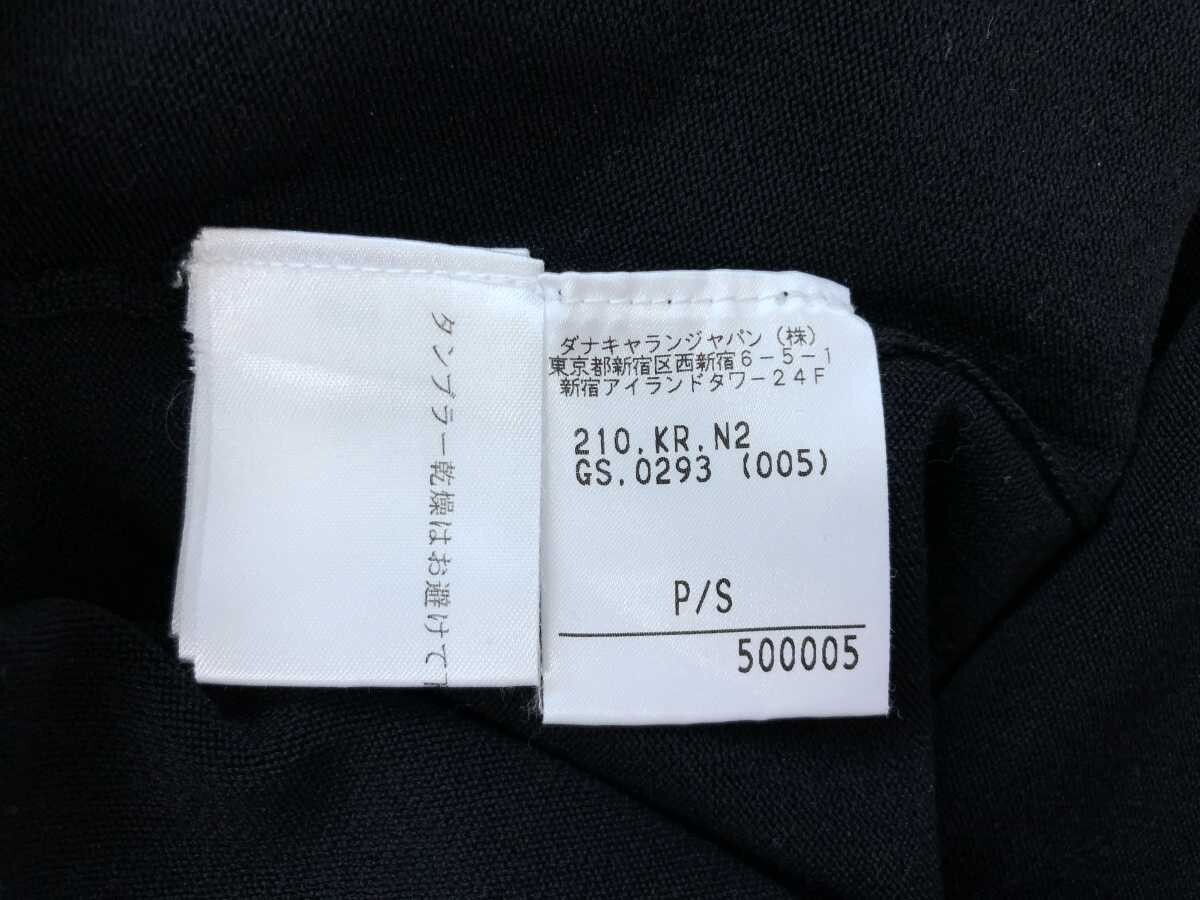 タンブラー乾燥はお避け下
ダナキャランジャパン(株)
東京都新宿区西新宿6-5-1
新宿アイランドタワー24F
210.KR.N2
GS.0293 (005)
P/S
500005